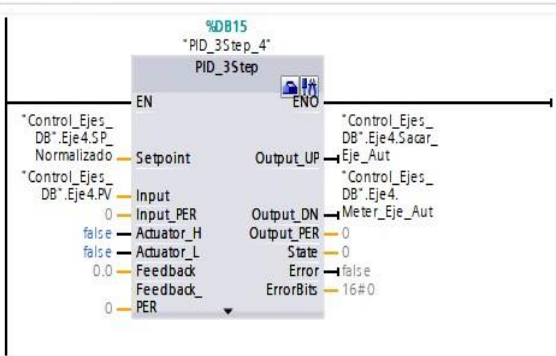 %DB15
"PID_3Step_4"
PID_3Step
EN
ENO
"Control_Ejes_
DB".Eje4.SP_
Normalizado
Setpoint
"Control_Ejes_
DB".Eje4.PV
Input
0
Input_PER
false
Actuator_H
false
Actuator_L
0.0
Feedback
Feedback_
0
PER
"Control_Ejes_
DB".Eje4.Sacar_
Output_UP
Eje_Aut
"Control_Ejes_
DB".Eje4.
Output_DN
Meter_Eje_Aut
Output_PER
0
State
0
Error
false
ErrorBits
16#0